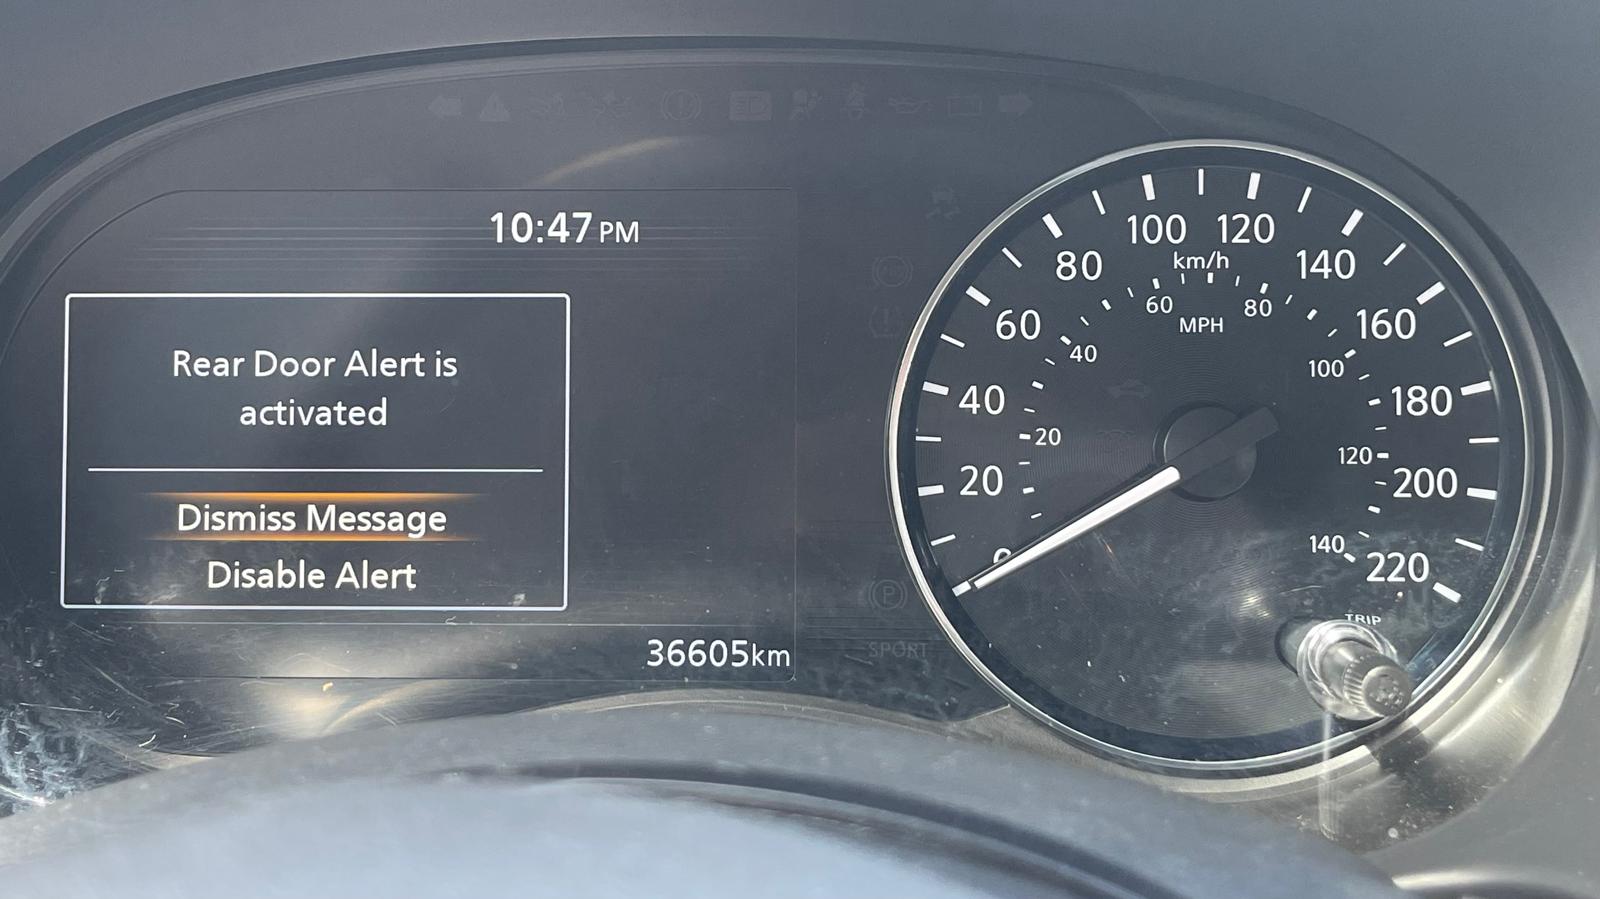 10:47 PM
Rear Door Alert is
activated
Dismiss Message
Disable Alert
36605km
SPORT
0
20
40
60
80
100
120
140
160
180
200
220
km/h
20
40
60
80
100
120
140
MPH
TRIP